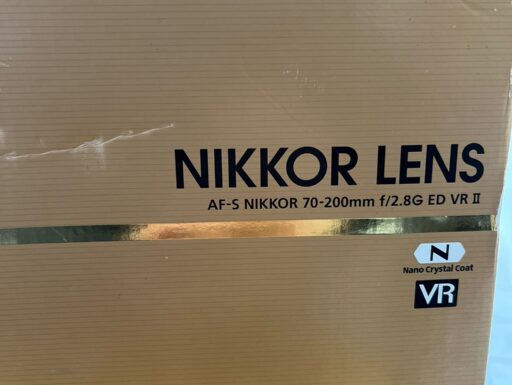 NIKKOR LENS
AF-S NIKKOR 70-200mm f/2.8G ED VR II
N
Nano Crystal Coat
VR